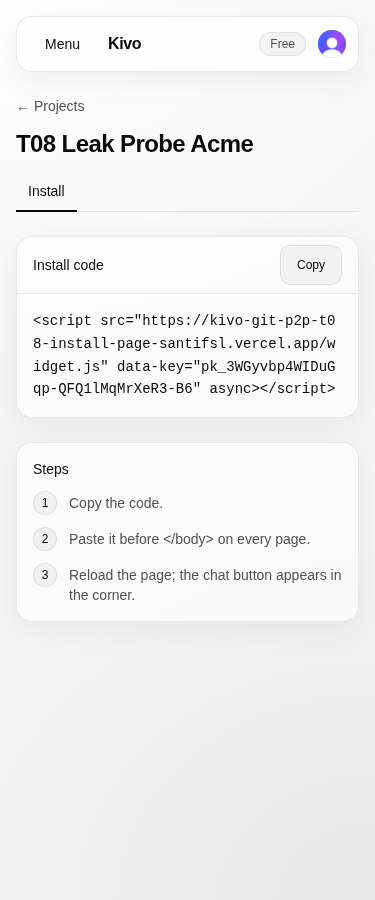 Menu
Kivo
Free
← Projects
T08 Leak Probe Acme
Install
Install code
Copy
<script src="https://kivo-git-p2p-t0
8-install-page-santifsl.vercel.app/w
idget.js" data-key="pk_3WGyvbp4WIDuG
qp-QFQ1lMqMrXeR3-B6" async></script>
Steps
1 Copy the code.
2 Paste it before </body> on every page.
3 Reload the page; the chat button appears in
the corner.